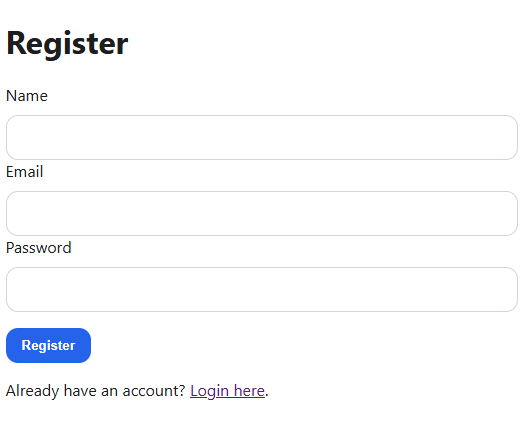 Register
Name
Email
Password
Register
Already have an account? Login here.